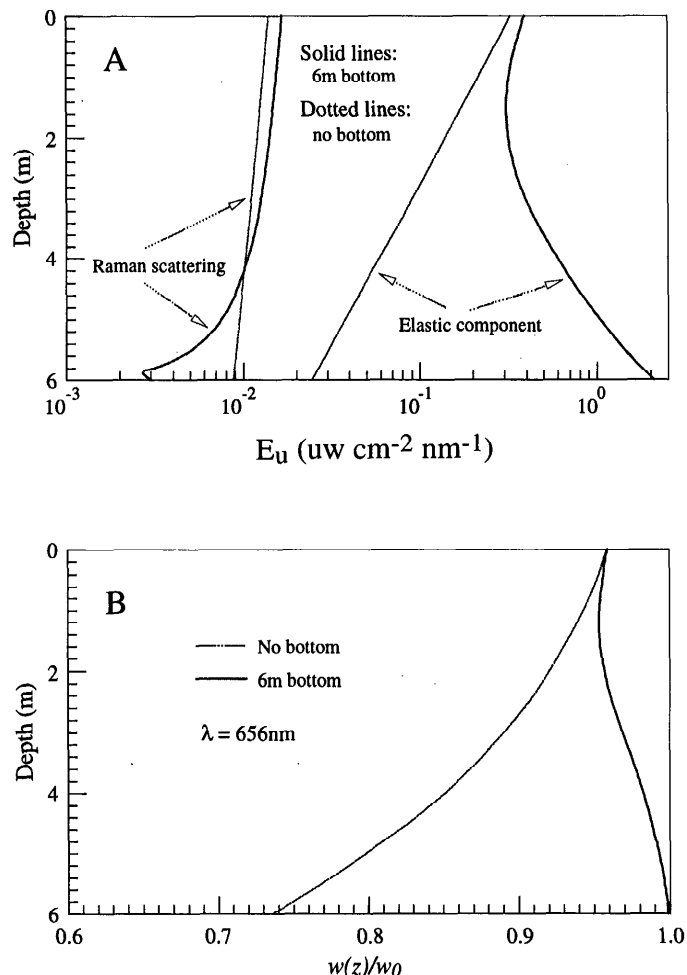 0
A
Solid lines:
6m bottom
Dotted lines:
no bottom
2
Depth (m)
4
Raman scattering
Elastic component
6
10-3 10-2 10-1 100
Eu (uw cm-2 nm-1)
0
B
No bottom
2
6m bottom
Depth (m)
λ = 656nm
4
6
0.6 0.7 0.8 0.9 1.0
w(z)/w0